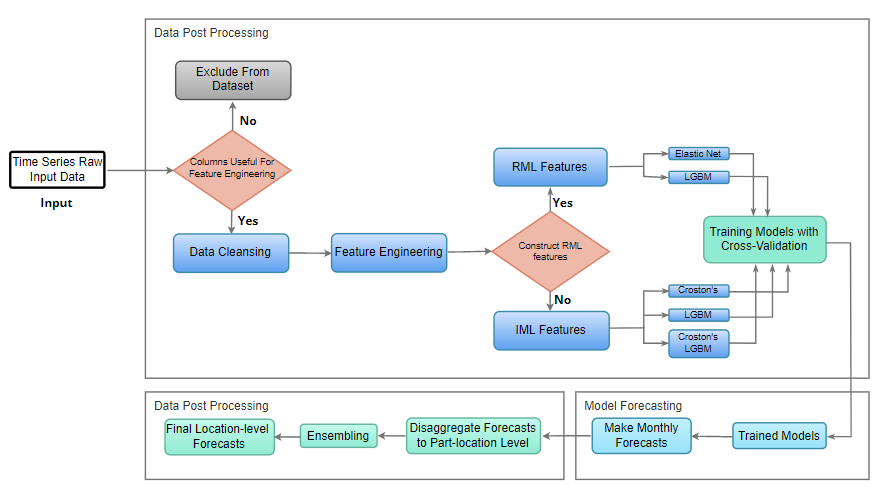 Data Post Processing
Exclude From
Dataset
No
Columns Useful For
Feature Engineering
Time Series Raw
Input Data
Input
Yes
Data Cleansing
Feature Engineering
Construct RML
features
Yes
RML Features
Elastic Net
LGBM
No
IML Features
Croston's
LGBM
Croston's
LGBM
Training Models with
Cross-Validation
Model Forecasting
Trained Models
Make Monthly
Forecasts
Data Post Processing
Disaggregate Forecasts
to Part-location Level
Ensembling
Final Location-level
Forecasts